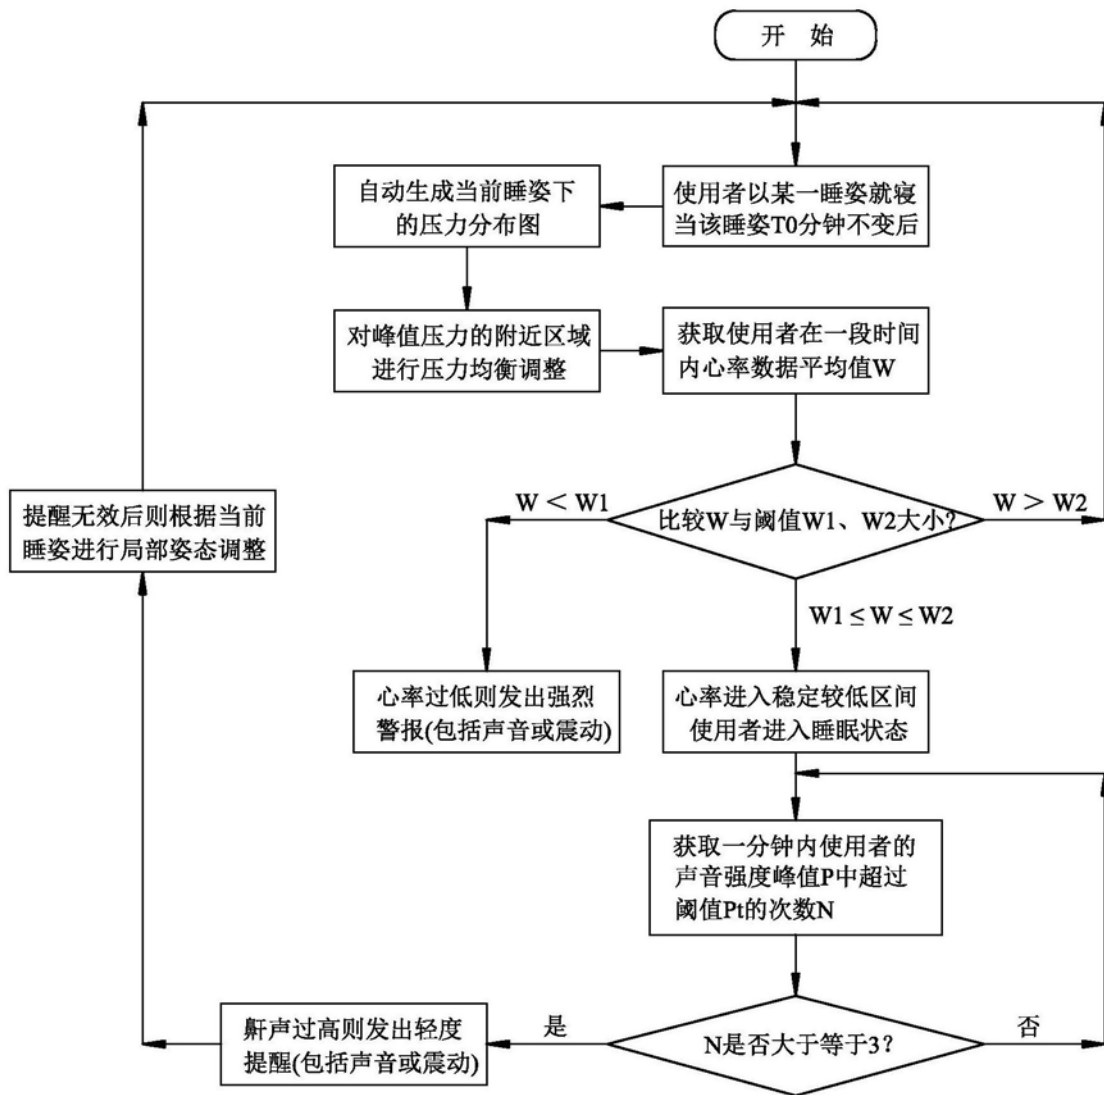 开 始
使用者以某一睡姿就寝
当该睡姿T0分钟不变后
自动生成当前睡姿下
的压力分布图
对峰值压力的附近区域
进行压力均衡调整
获取使用者在一段时间
内心率数据平均值W
比较W与阈值W1、W2大小?
W < W1
W > W2
W1 ≤ W ≤ W2
心率过低则发出强烈
警报(包括声音或震动)
心率进入稳定较低区间
使用者进入睡眠状态
获取一分钟内使用者的
声音强度峰值P中超过
阈值Pt的次数N
N是否大于等于3?
是
否
鼾声过高则发出轻度
提醒(包括声音或震动)
提醒无效后则根据当前
睡姿进行局部姿态调整